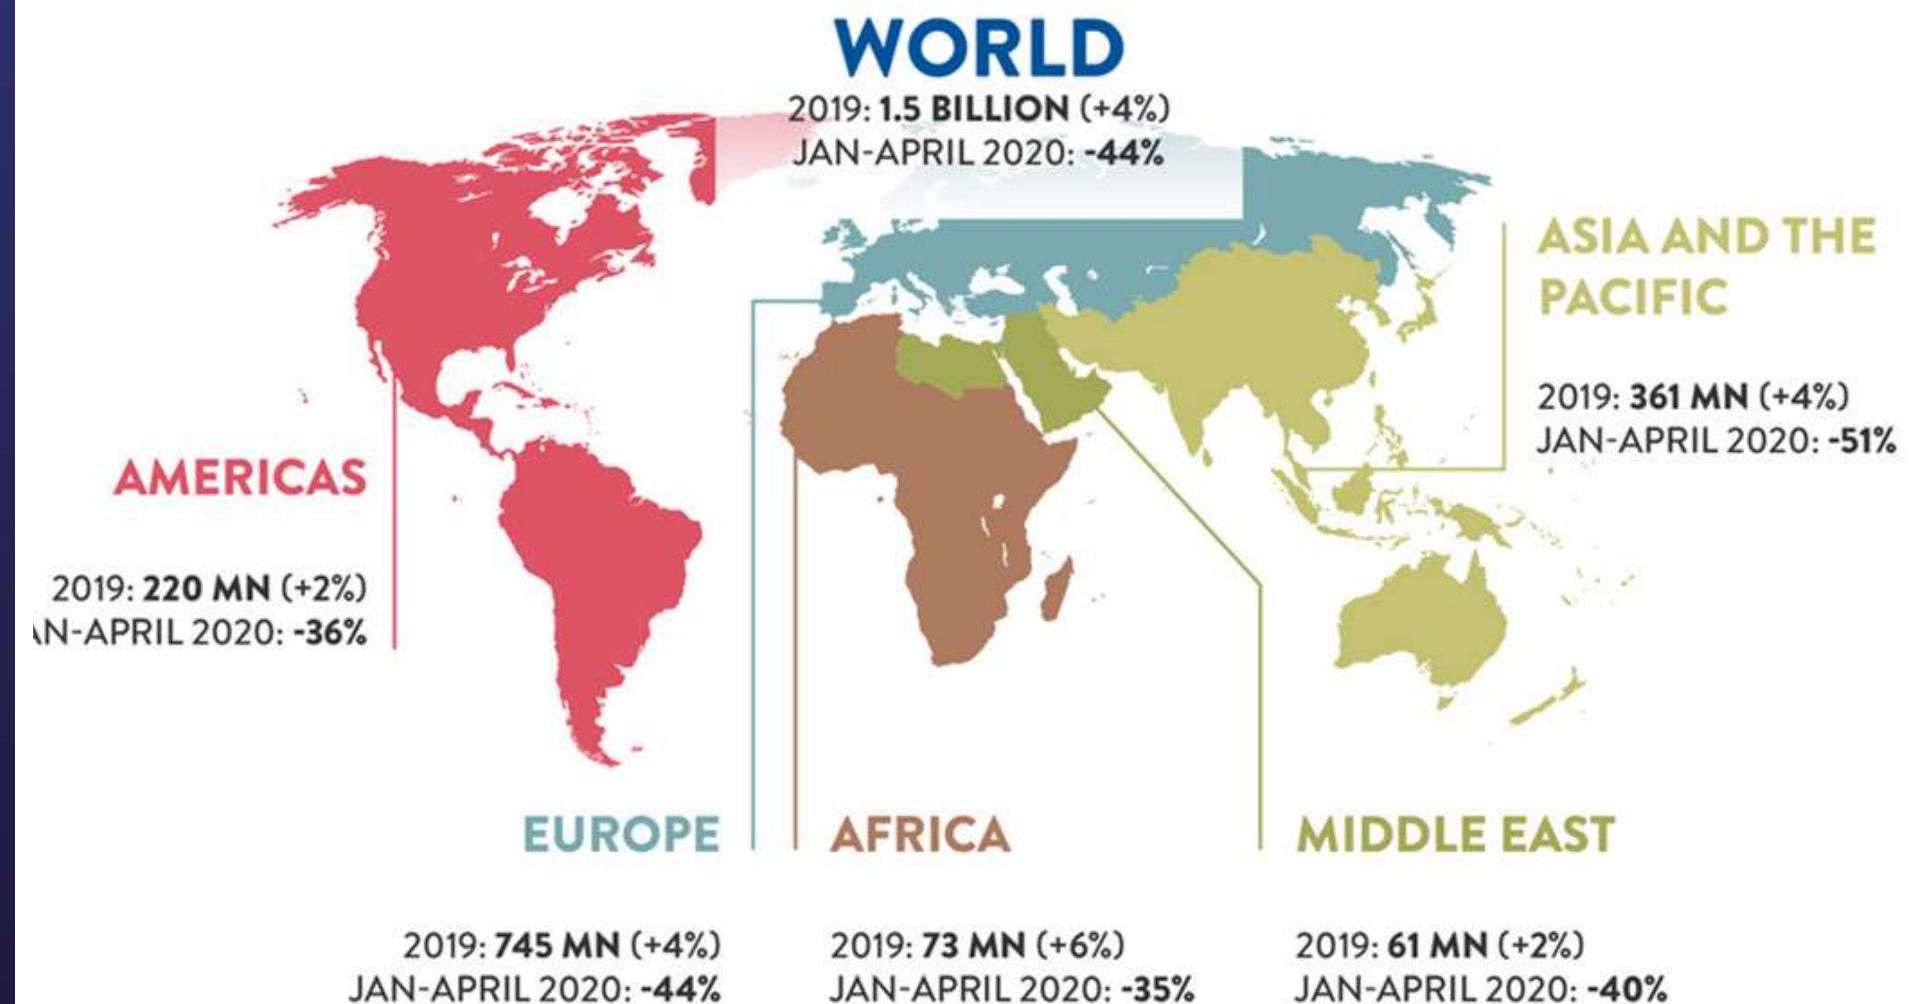 WORLD
2019: 1.5 BILLION (+4%)
JAN-APRIL 2020: -44%
ASIA AND THE
PACIFIC
2019: 361 MN (+4%)
JAN-APRIL 2020: -51%
AMERICAS
2019: 220 MN (+2%)
AN-APRIL 2020: -36%
EUROPE
2019: 745 MN (+4%)
JAN-APRIL 2020: -44%
AFRICA
2019: 73 MN (+6%)
JAN-APRIL 2020: -35%
MIDDLE EAST
2019: 61 MN (+2%)
JAN-APRIL 2020: -40%